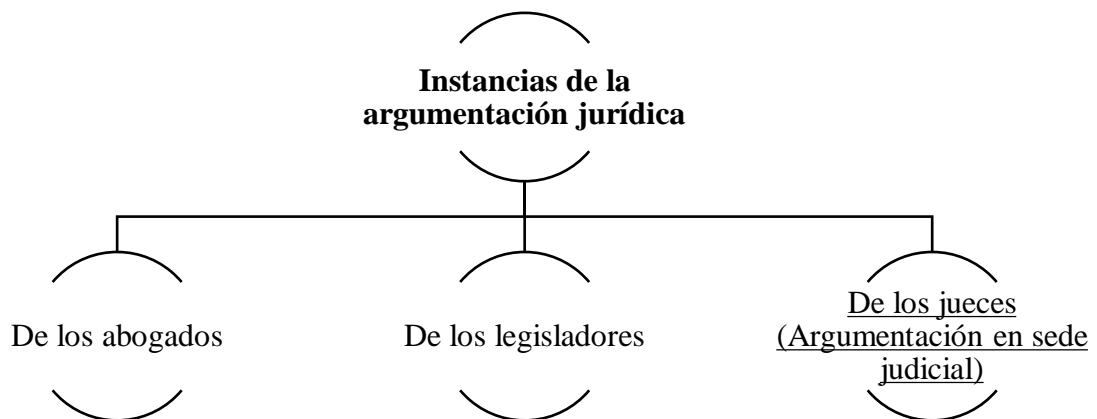 Instancias de la
argumentación jurídica
De los abogados
De los legisladores
De los jueces
(Argumentación en sede
judicial)